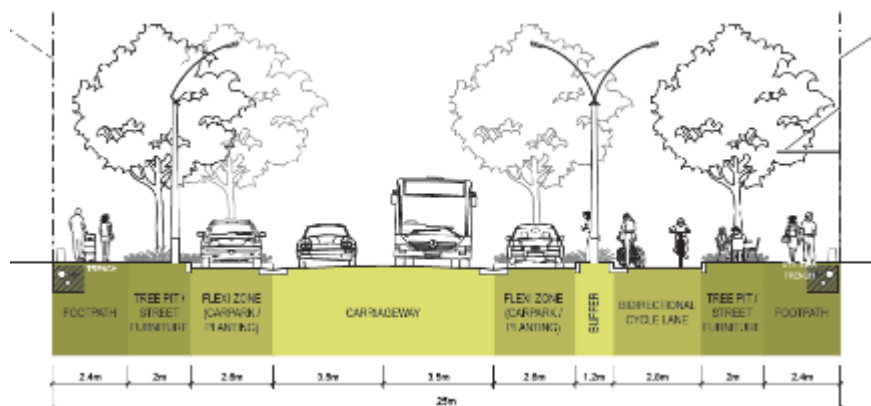 TRENCH
TRENCH
FOOTPATH
TREE PIT /
STREET
FURNITURE
FLEXI ZONE
(CARPARK /
PLANTING)
CARRIAGEWAY
FLEXI ZONE
(CARPARK /
PLANTING)
BUFFER
BIDIRECTIONAL
CYCLE LANE
TREE PIT /
STREET
FURNITURE
FOOTPATH
2.4m 2m 2.6m 3.5m 3.5m 2.6m 1.2m 2.8m 2m 2.4m
25m